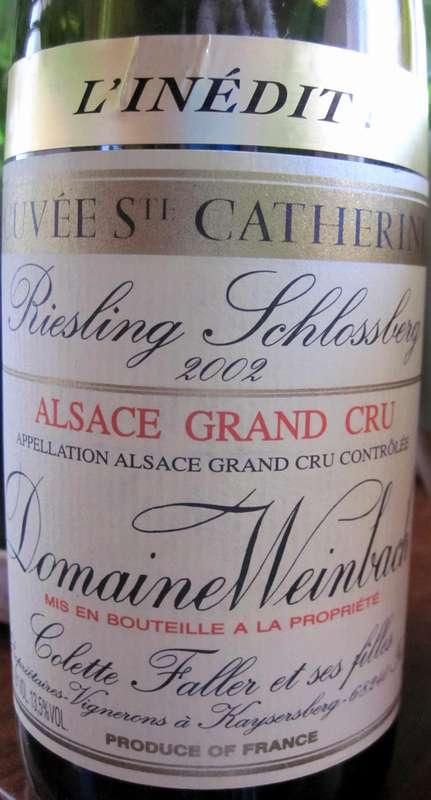 L'INÉDIT !
CUVÉE STE CATHERINE
Riesling Schlossberg
2002
ALSACE GRAND CRU
APPELLATION ALSACE GRAND CRU CONTRÔLÉE
Domaine Weinbach
MIS EN BOUTEILLE A LA PROPRIÉTÉ
Colette Faller et ses filles
Vignerons à Kaysersberg
13,5% VOL.
PRODUCE OF FRANCE